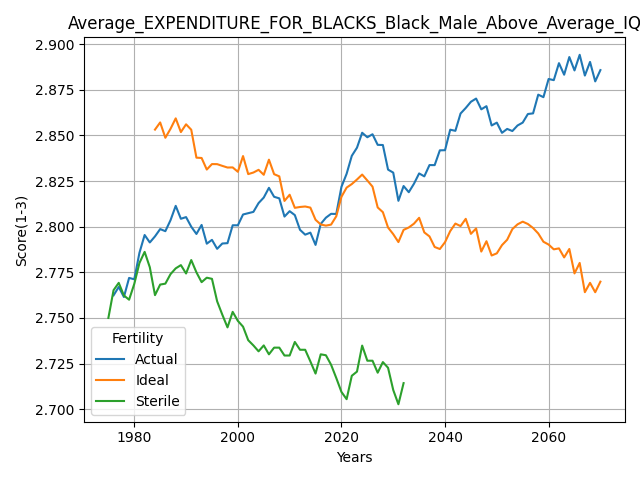 Average_EXPENDITURE_FOR_BLACKS_Black_Male_Above_Average_IQ
2.900
2.875
2.850
2.825
2.800
2.775
2.750
2.725
2.700
Score(1-3)
Fertility
Actual
Ideal
Sterile
1980 2000 2020 2040 2060
Years